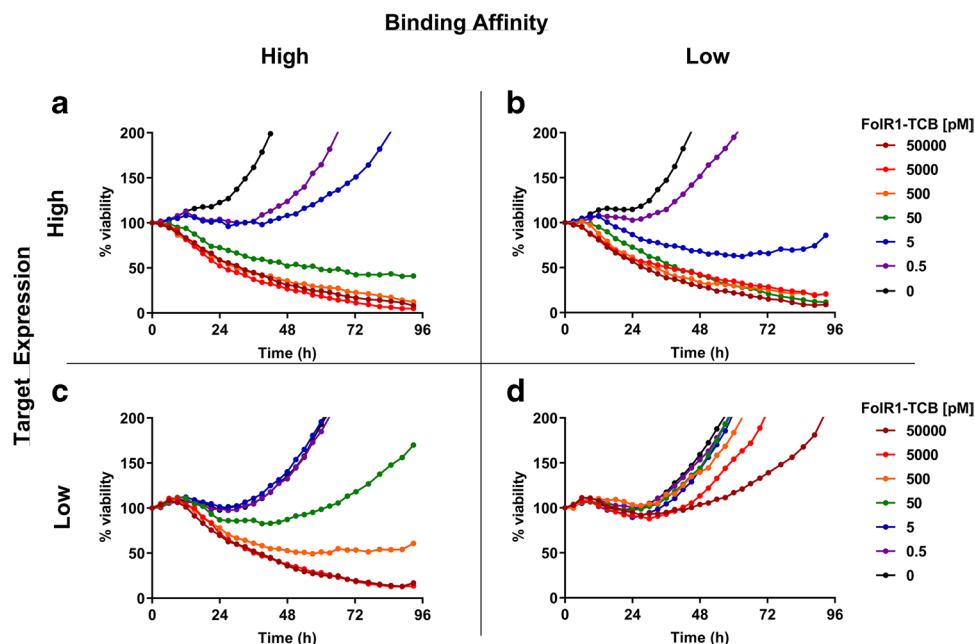 Binding Affinity
High
Low
Target Expression
High
Low
a
200
150
100
50
0
% viability
0 24 48 72 96
Time (h)
b
200
150
100
50
0
% viability
0 24 48 72 96
Time (h)
FolR1-TCB [pM]
50000
5000
500
50
5
0.5
0
c
200
150
100
50
0
% viability
0 24 48 72 96
Time (h)
d
200
150
100
50
0
% viability
0 24 48 72 96
Time (h)
FolR1-TCB [pM]
50000
5000
500
50
5
0.5
0